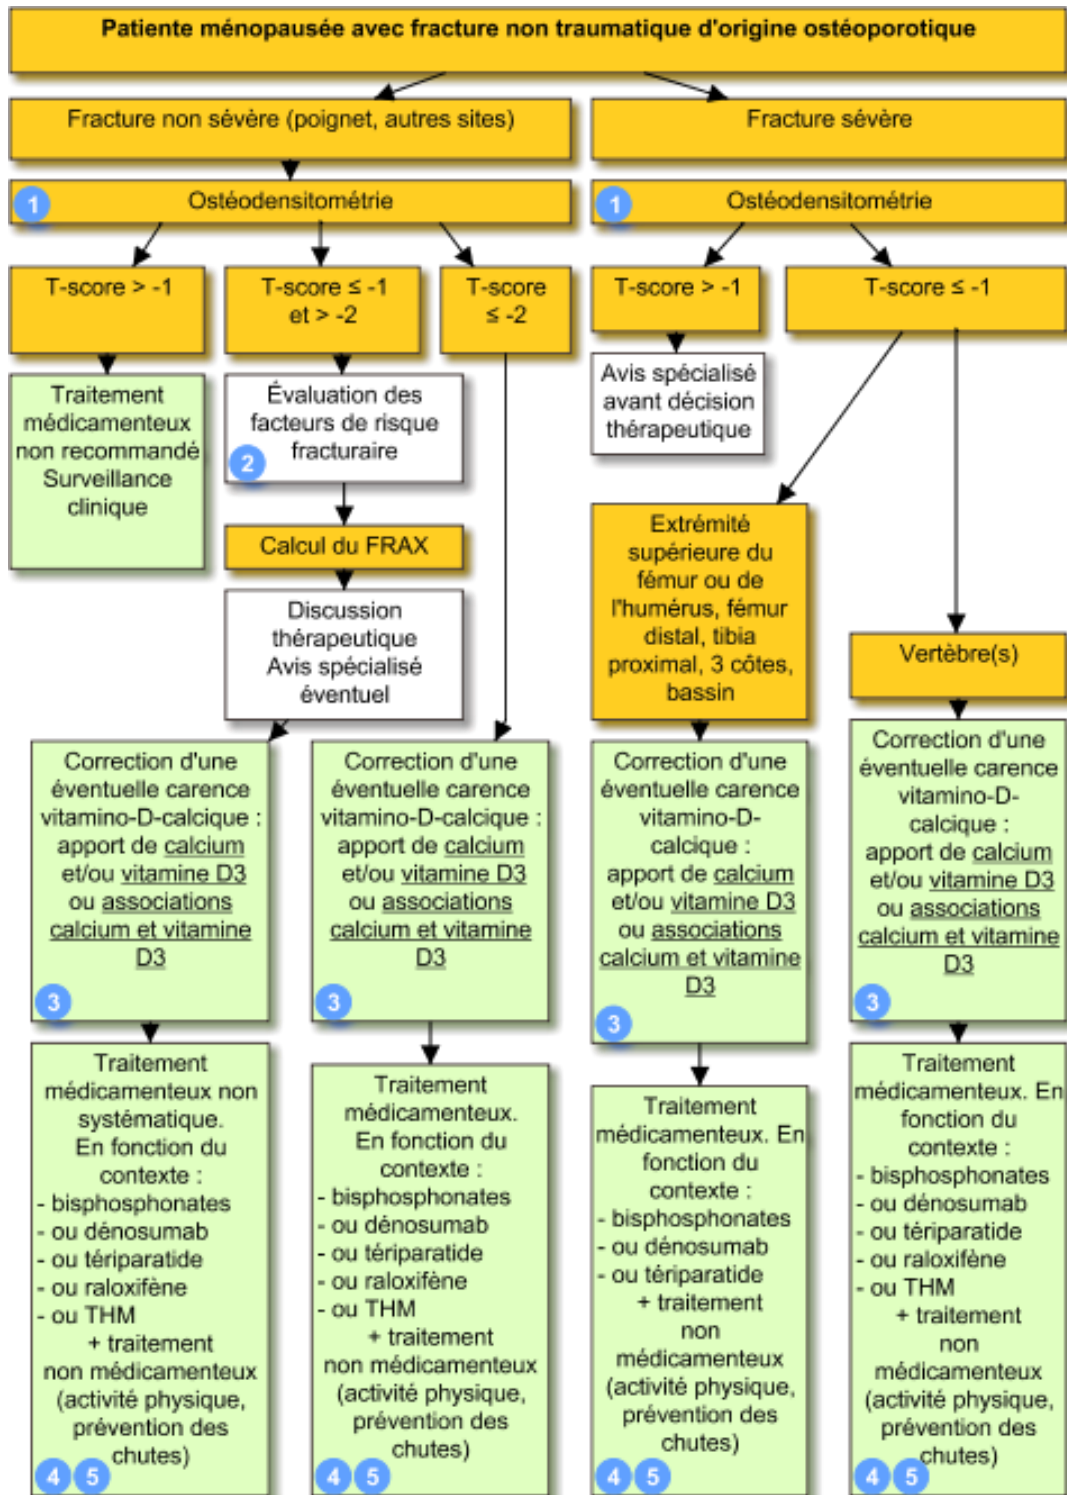 Patiente ménopausée avec fracture non traumatique d'origine ostéoporotique
Fracture non sévère (poignet, autres sites)
Fracture sévère
1
Ostéodensitométrie
1
Ostéodensitométrie
T-score > -1
T-score ≤ -1
et > -2
T-score
≤ -2
T-score > -1
T-score ≤ -1
Traitement
médicamenteux
non recommandé
Surveillance
clinique
Évaluation des
facteurs de risque
fracturaire
2
Avis spécialisé
avant décision
thérapeutique
Calcul du FRAX
Discussion
thérapeutique
Avis spécialisé
éventuel
Extrémité
supérieure du
fémur ou de
l'humérus, fémur
distal, tibia
proximal, 3 côtes,
bassin
Vertèbre(s)
Correction d'une
éventuelle carence
vitamino-D-calcique :
apport de calcium
et/ou vitamine D3
ou associations
calcium et vitamine
D3
3
Correction d'une
éventuelle carence
vitamino-D-calcique :
apport de calcium
et/ou vitamine D3
ou associations
calcium et vitamine
D3
3
Correction d'une
éventuelle carence
vitamino-D-
calcique :
apport de calcium
et/ou vitamine D3
ou associations
calcium et vitamine
D3
3
Correction d'une
éventuelle carence
vitamino-D-
calcique :
apport de calcium
et/ou vitamine D3
ou associations
calcium et vitamine
D3
3
Traitement
médicamenteux non
systématique.
En fonction du
contexte :
- bisphosphonates
- ou dénosumab
- ou tériparatide
- ou raloxifène
- ou THM
+ traitement
non médicamenteux
(activité physique,
prévention des
chutes)
4 5
Traitement
médicamenteux.
En fonction du
contexte :
- bisphosphonates
- ou dénosumab
- ou tériparatide
- ou raloxifène
- ou THM
+ traitement
non médicamenteux
(activité physique,
prévention des
chutes)
4 5
Traitement
médicamenteux. En
fonction du
contexte :
- bisphosphonates
- ou dénosumab
- ou tériparatide
+ traitement
non
médicamenteux
(activité physique,
prévention des
chutes)
4 5
Traitement
médicamenteux. En
fonction du
contexte :
- bisphosphonates
- ou dénosumab
- ou tériparatide
- ou raloxifène
- ou THM
+ traitement
non
médicamenteux
(activité physique,
prévention des
chutes)
4 5